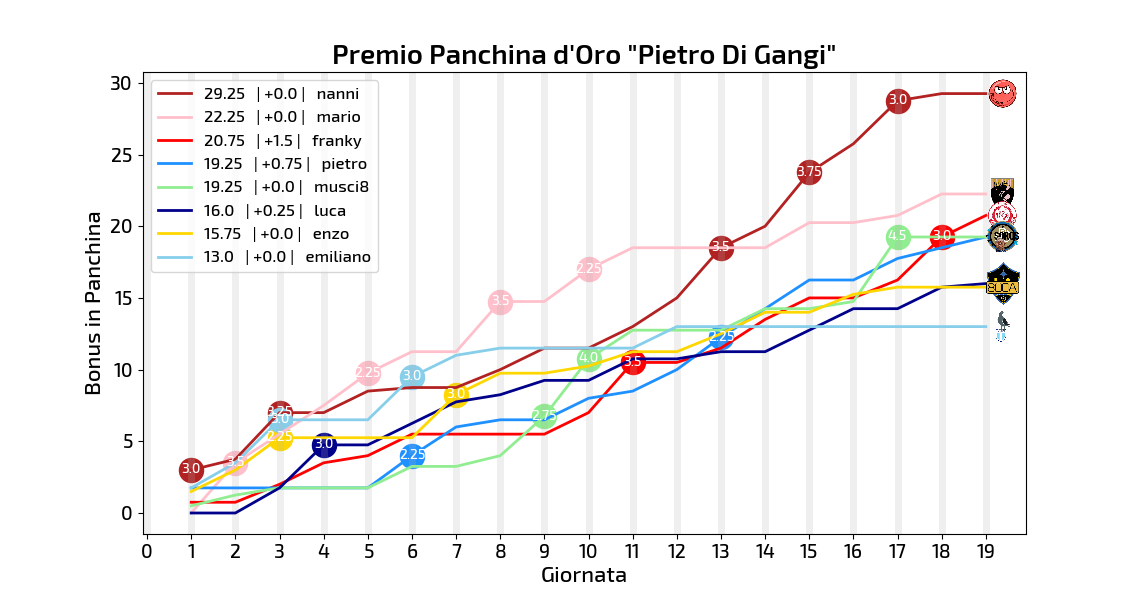 Premio Panchina d'Oro "Pietro Di Gangi"
Bonus in Panchina
30
25
20
15
10
5
0
29.25 | +0.0 | nanni
22.25 | +0.0 | mario
20.75 | +1.5 | franky
19.25 | +0.75 | pietro
19.25 | +0.0 | musci8
16.0 | +0.25 | luca
15.75 | +0.0 | enzo
13.0 | +0.0 | emiliano
3.0
3.75
3.5
4.5
3.0
2.25
3.5
2.25
2.25
4.0
3.5
3.0
3.0
3.0
2.25
3.0
2.75
2.25
3.5
3.0
SUCA
0 1 2 3 4 5 6 7 8 9 10 11 12 13 14 15 16 17 18 19
Giornata